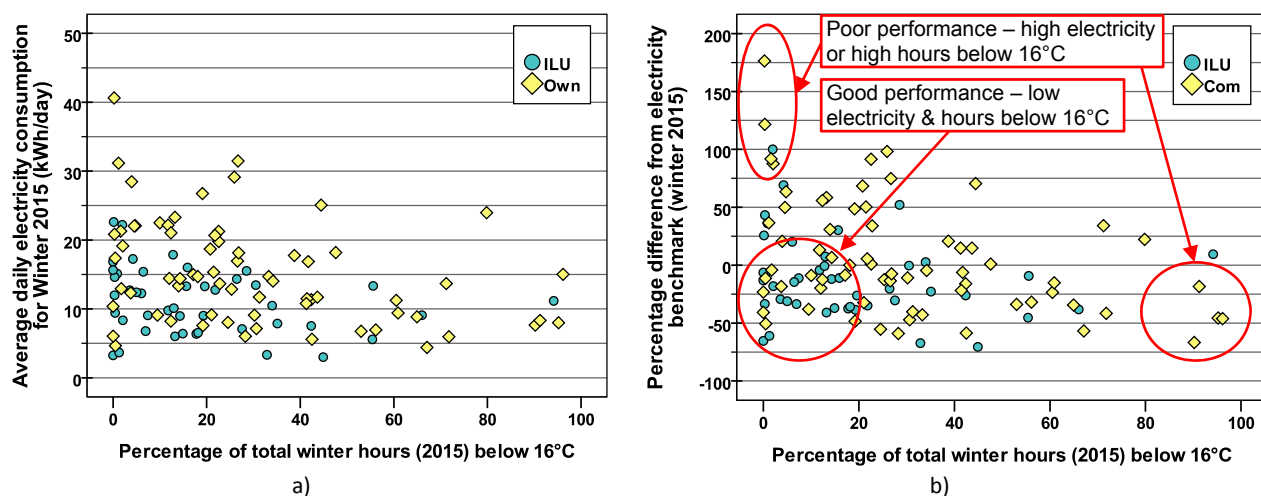 Average daily electricity consumption
for Winter 2015 (kWh/day)
50
40
30
20
10
0
ILU
Own
0
20
40
60
80
100
Percentage of total winter hours (2015) below 16°C
a)
Percentage difference from electricity
benchmark (winter 2015)
200
150
100
50
0
-50
-100
Poor performance – high electricity
or high hours below 16°C
Good performance – low
electricity & hours below 16°C
ILU
Com
0
20
40
60
80
100
Percentage of total winter hours (2015) below 16°C
b)